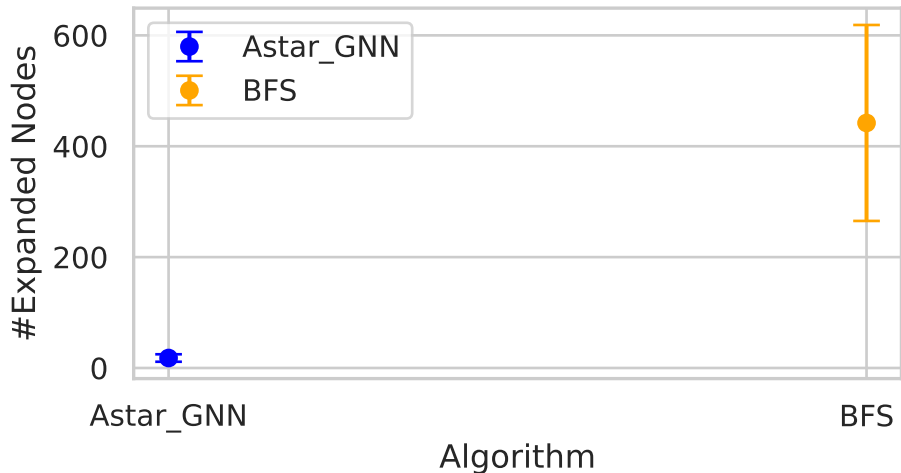 600
400
200
0
#Expanded Nodes
Astar_GNN
BFS
Astar_GNN
BFS
Algorithm